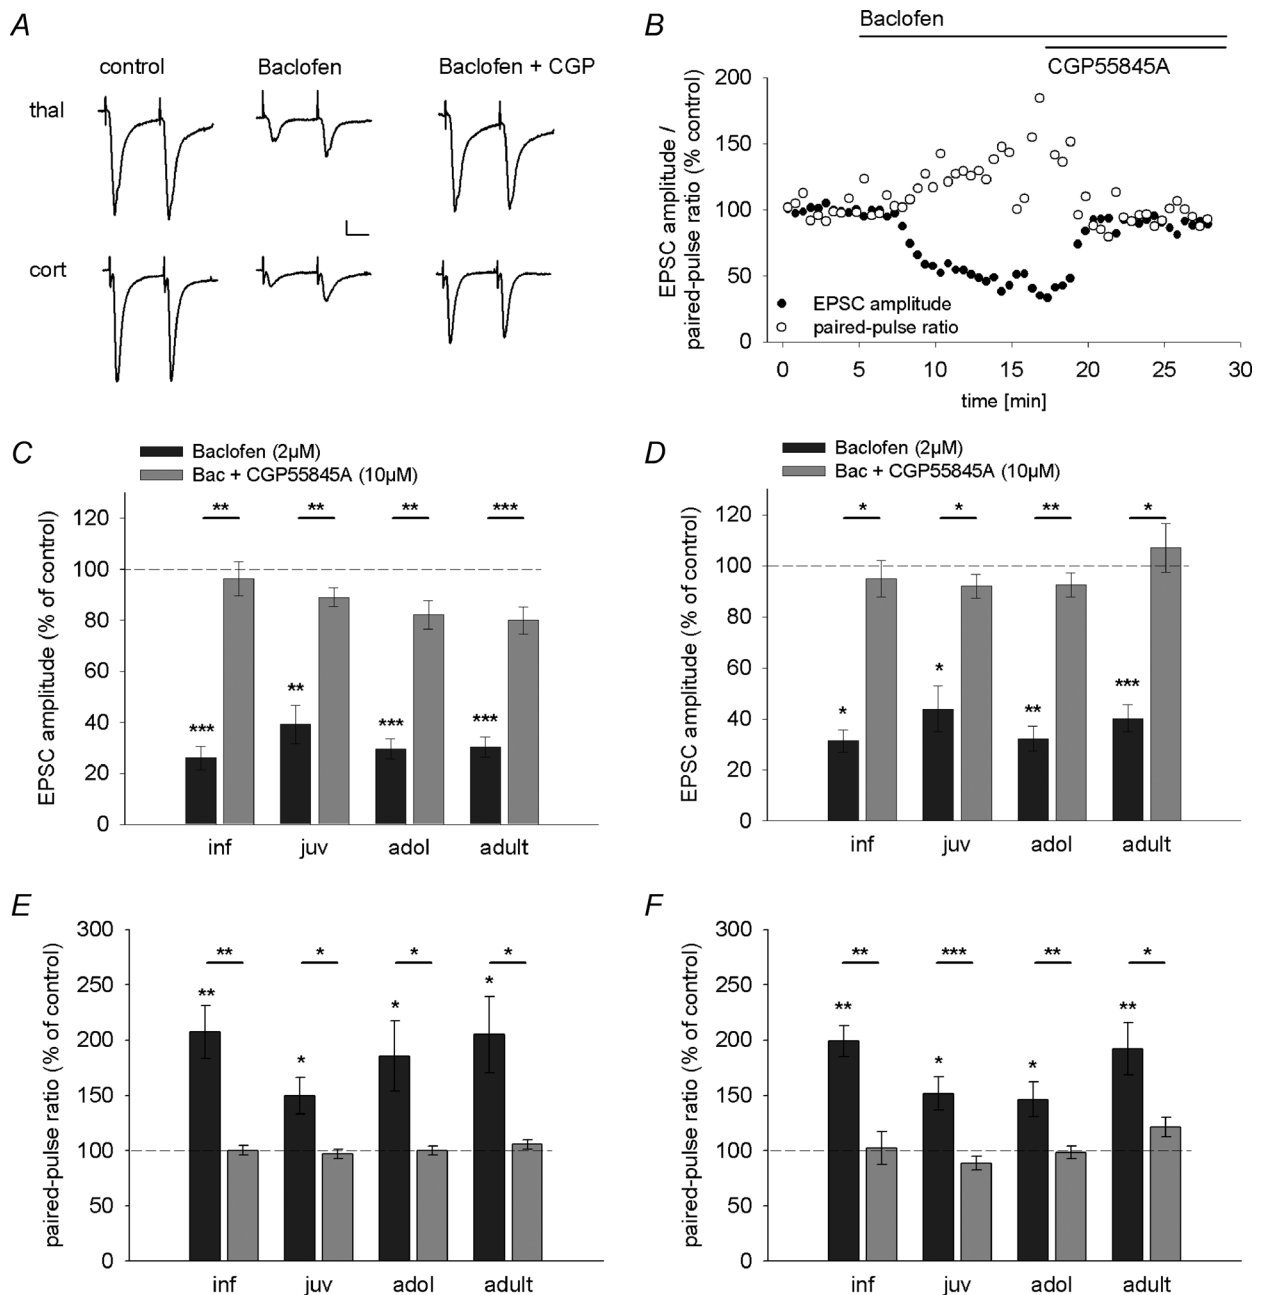 A
control
Baclofen
Baclofen + CGP
thal
cort
B
Baclofen
CGP55845A
EPSC amplitude /
paired-pulse ratio (% control)
200
150
100
50
0
EPSC amplitude
paired-pulse ratio
0 5 10 15 20 25 30
time [min]
C
Baclofen (2µM)
Bac + CGP55845A (10µM)
EPSC amplitude (% of control)
120
100
80
60
40
20
0
** ** ** ***
*** ** *** ***
inf juv adol adult
D
Baclofen (2µM)
Bac + CGP55845A (10µM)
EPSC amplitude (% of control)
120
100
80
60
40
20
0
* * ** *
* * ** ***
inf juv adol adult
E
paired-pulse ratio (% of control)
300
250
200
150
100
50
0
** * * *
** * * *
inf juv adol adult
F
paired-pulse ratio (% of control)
300
250
200
150
100
50
0
** *** ** *
** * * **
inf juv adol adult